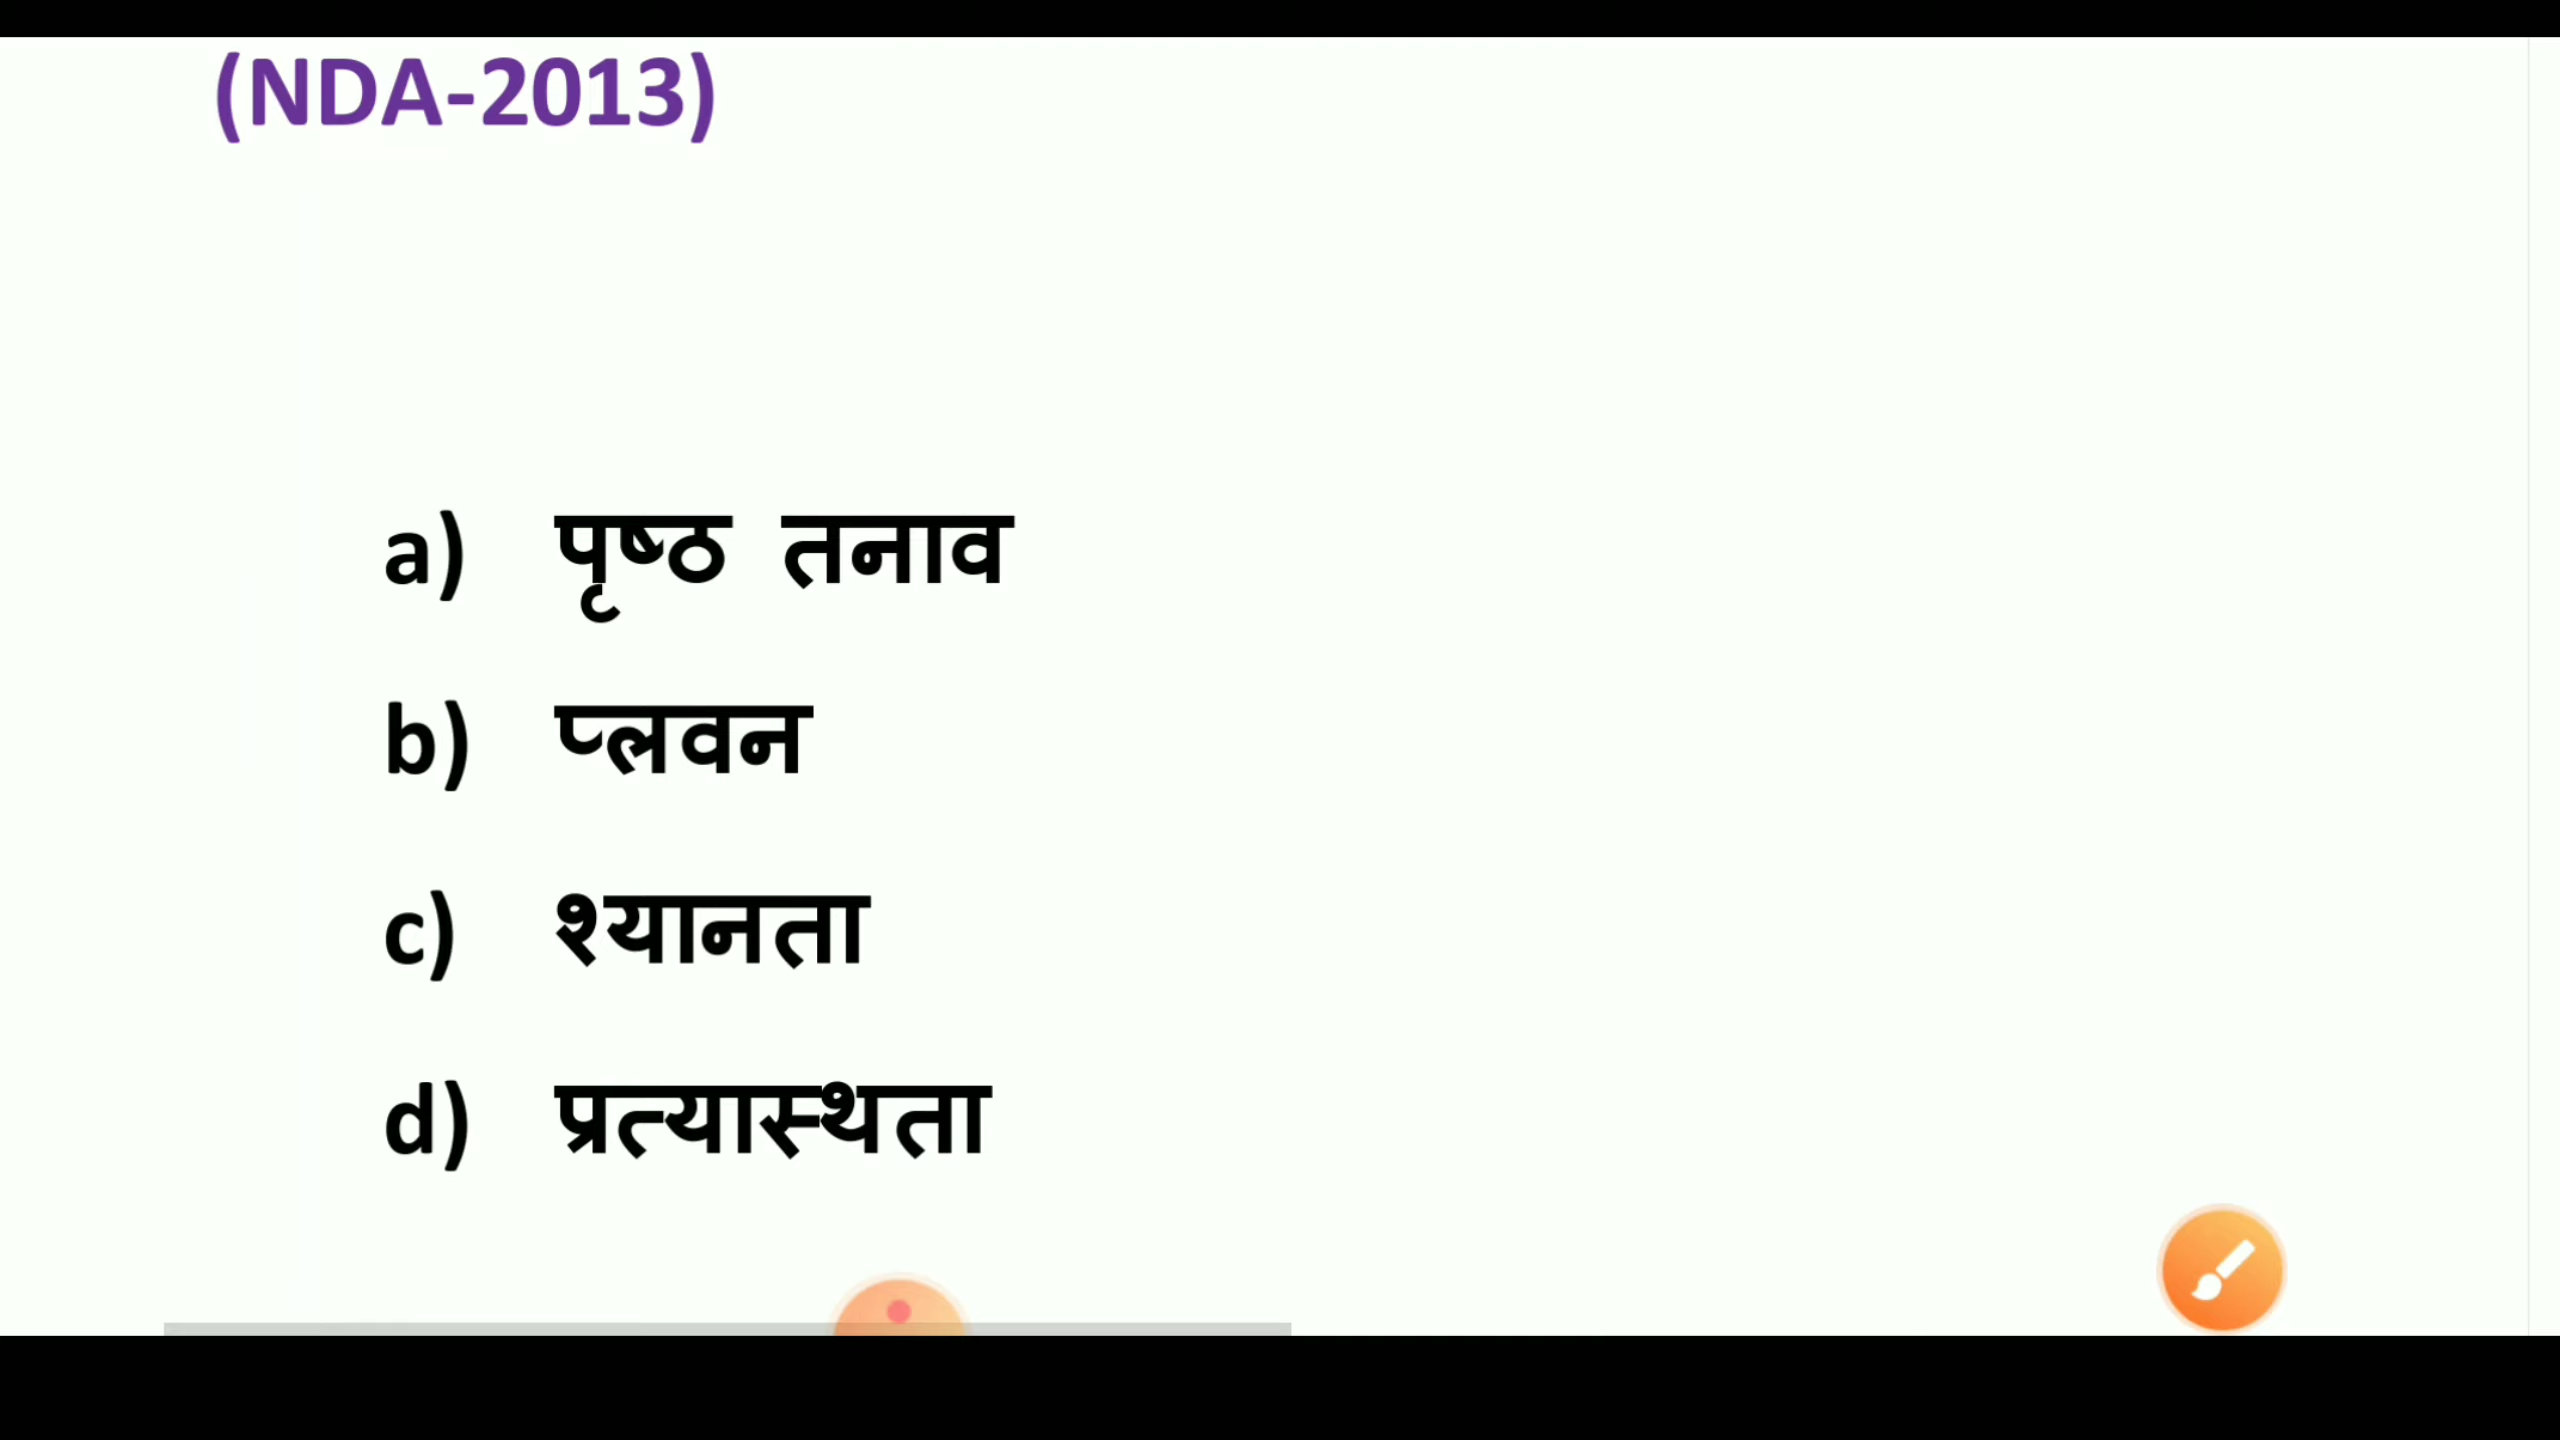 (NDA-2013)
a) पृष्ठ तनाव
b) प्लवन
c) श्यानता
d) प्रत्यास्थता